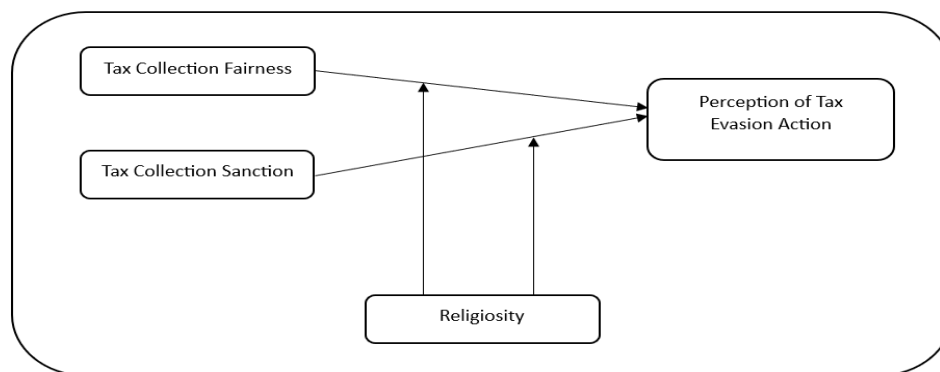 Tax Collection Fairness
Perception of Tax
Evasion Action
Tax Collection Sanction
Religiosity